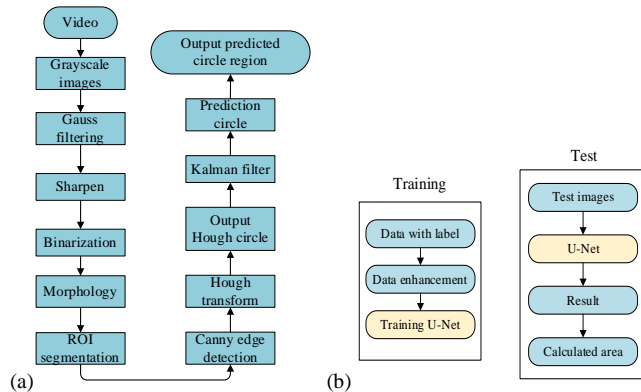 Video
Grayscale
images
Gauss
filtering
Sharpen
Binarization
Morphology
ROI
segmentation
Output predicted
circle region
Prediction
circle
Kalman filter
Output
Hough circle
Hough
transform
Canny edge
detection
(a)
Training
Data with label
Data enhancement
Training U-Net
Test
Test images
U-Net
Result
Calculated area
(b)